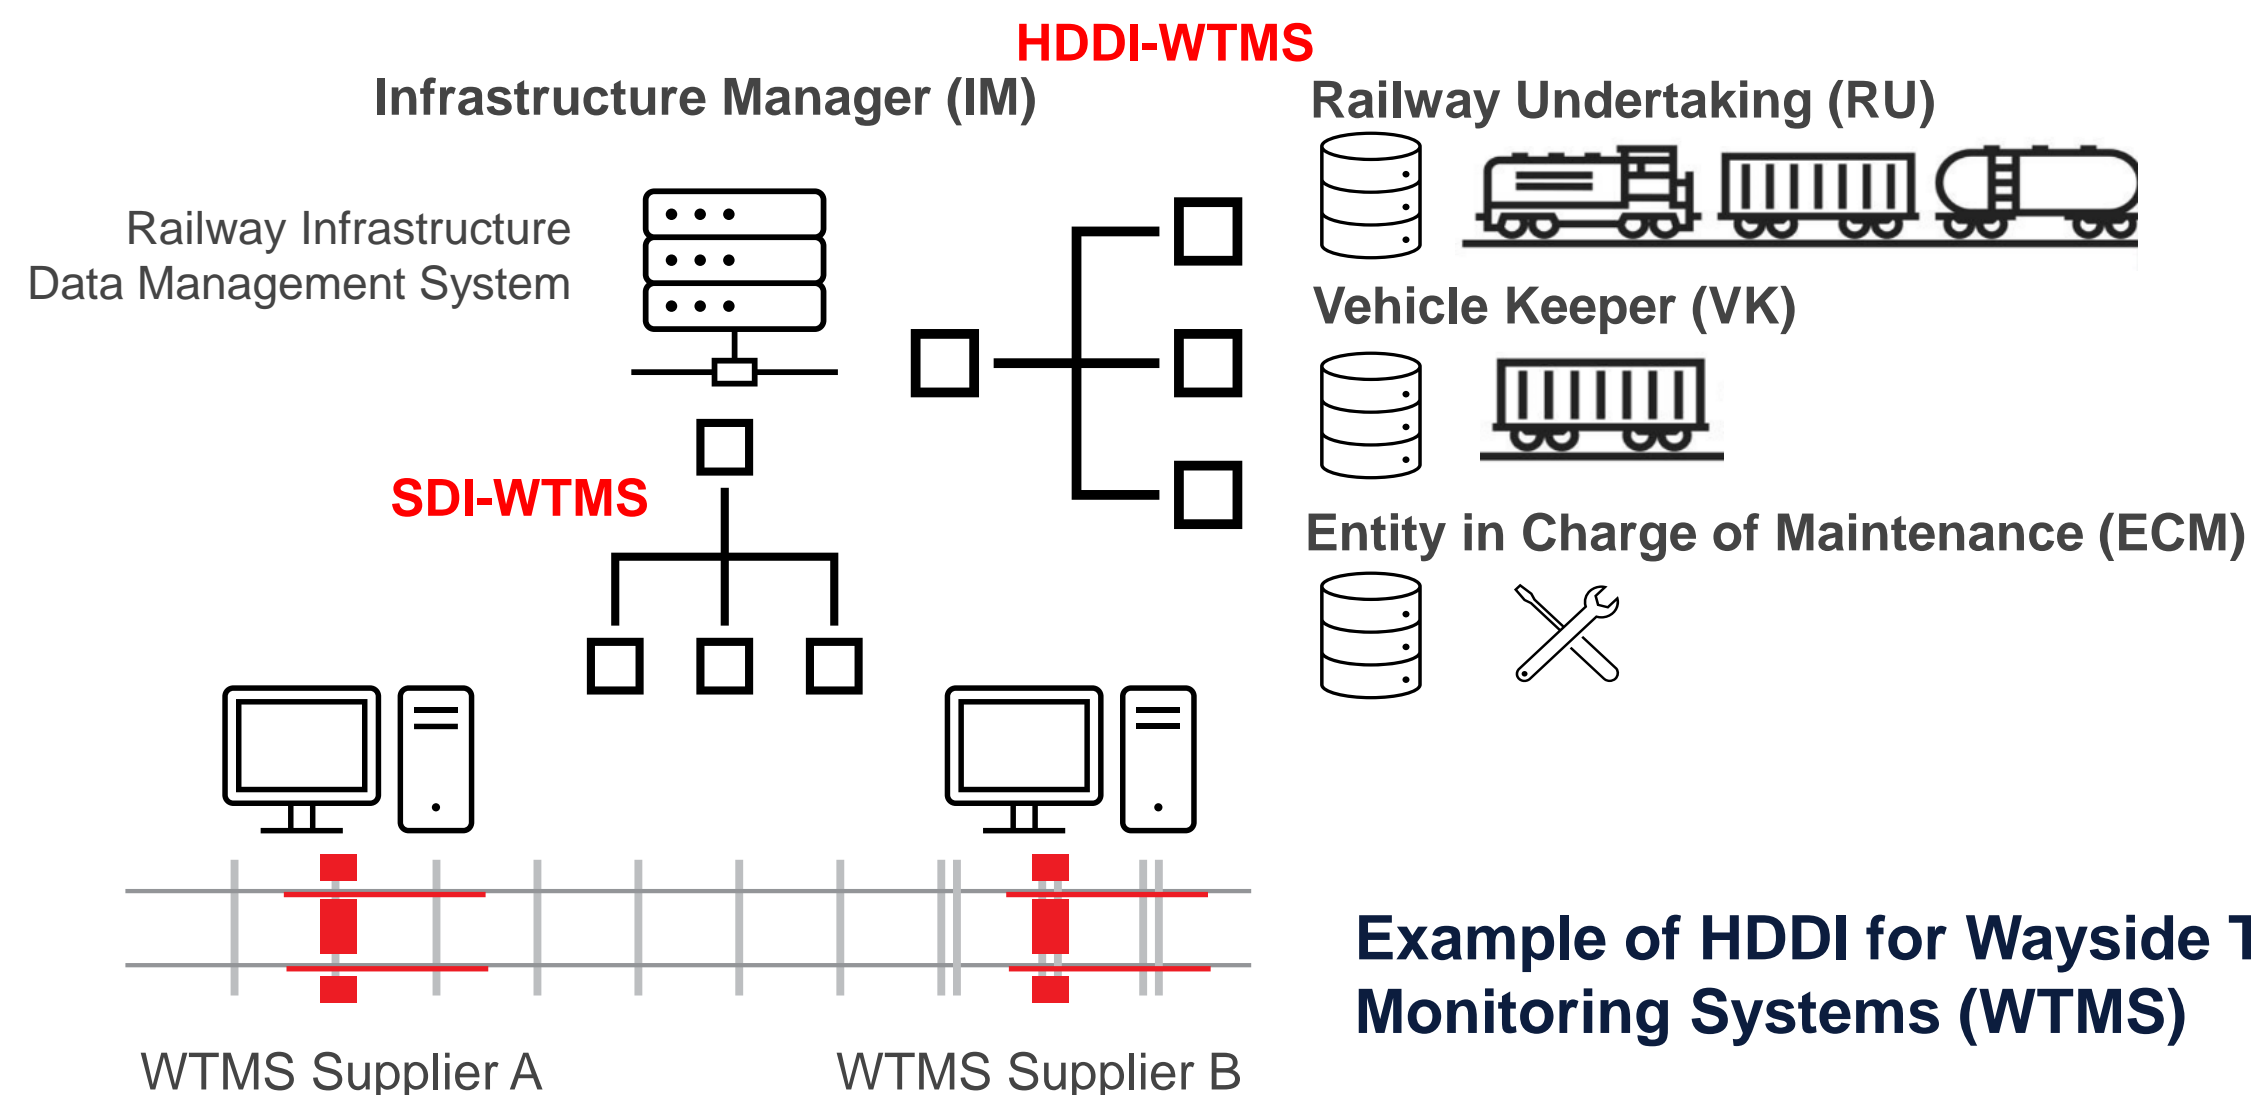 HDDI-WTMS
Infrastructure Manager (IM)
Railway Undertaking (RU)
Railway Infrastructure
Data Management System
Vehicle Keeper (VK)
SDI-WTMS
Entity in Charge of Maintenance (ECM)
Example of HDDI for Wayside T
Monitoring Systems (WTMS)
WTMS Supplier A
WTMS Supplier B